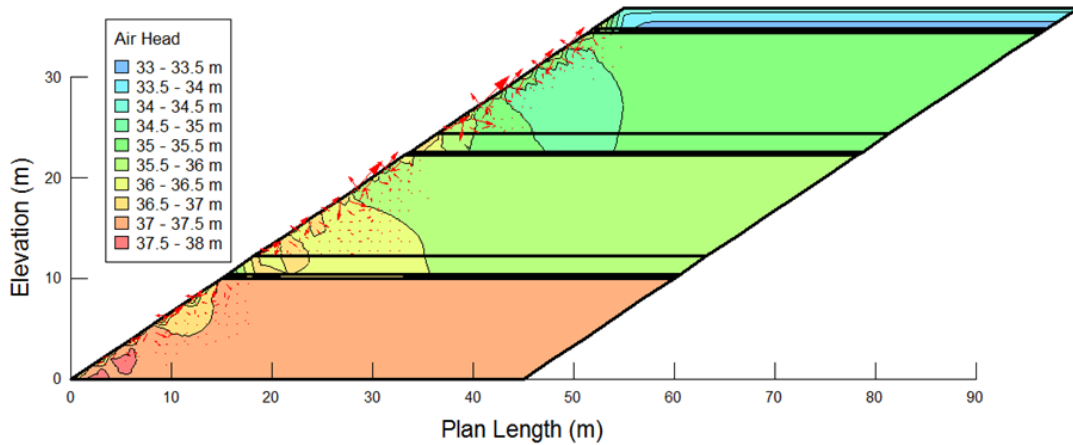 Air Head
33 - 33.5 m
33.5 - 34 m
34 - 34.5 m
34.5 - 35 m
35 - 35.5 m
35.5 - 36 m
36 - 36.5 m
36.5 - 37 m
37 - 37.5 m
37.5 - 38 m
Elevation (m)
30
20
10
0
0 10 20 30 40 50 60 70 80 90
Plan Length (m)